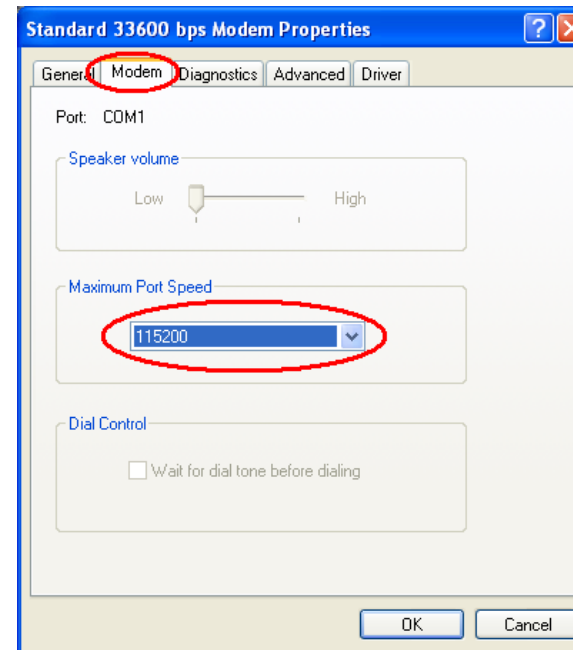 Standard 33600 bps Modem Properties
General Modem Diagnostics Advanced Driver
Port: COM1
Speaker volume
Low High
Maximum Port Speed
115200
Dial Control
Wait for dial tone before dialing
OK Cancel